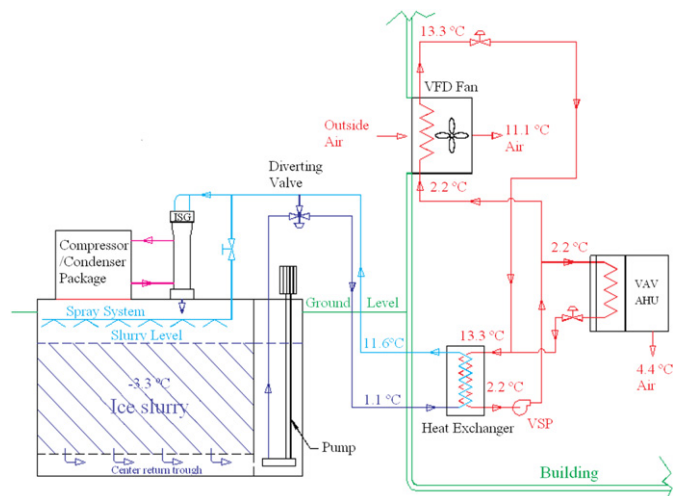 13.3 °C
VFD Fan
Outside
Air
11.1 °C
Air
Diverting
Valve
2.2 °C
ISG
Compressor
/Condenser
Package
2.2 °C
VAV
AHU
Ground Level
Spray System
Slurry Level
11.6°C
13.3 °C
4.4 °C
Air
-3.3 °C
Ice slurry
2.2 °C
1.1 °C
VSP
Heat Exchanger
Pump
Center return trough
Building